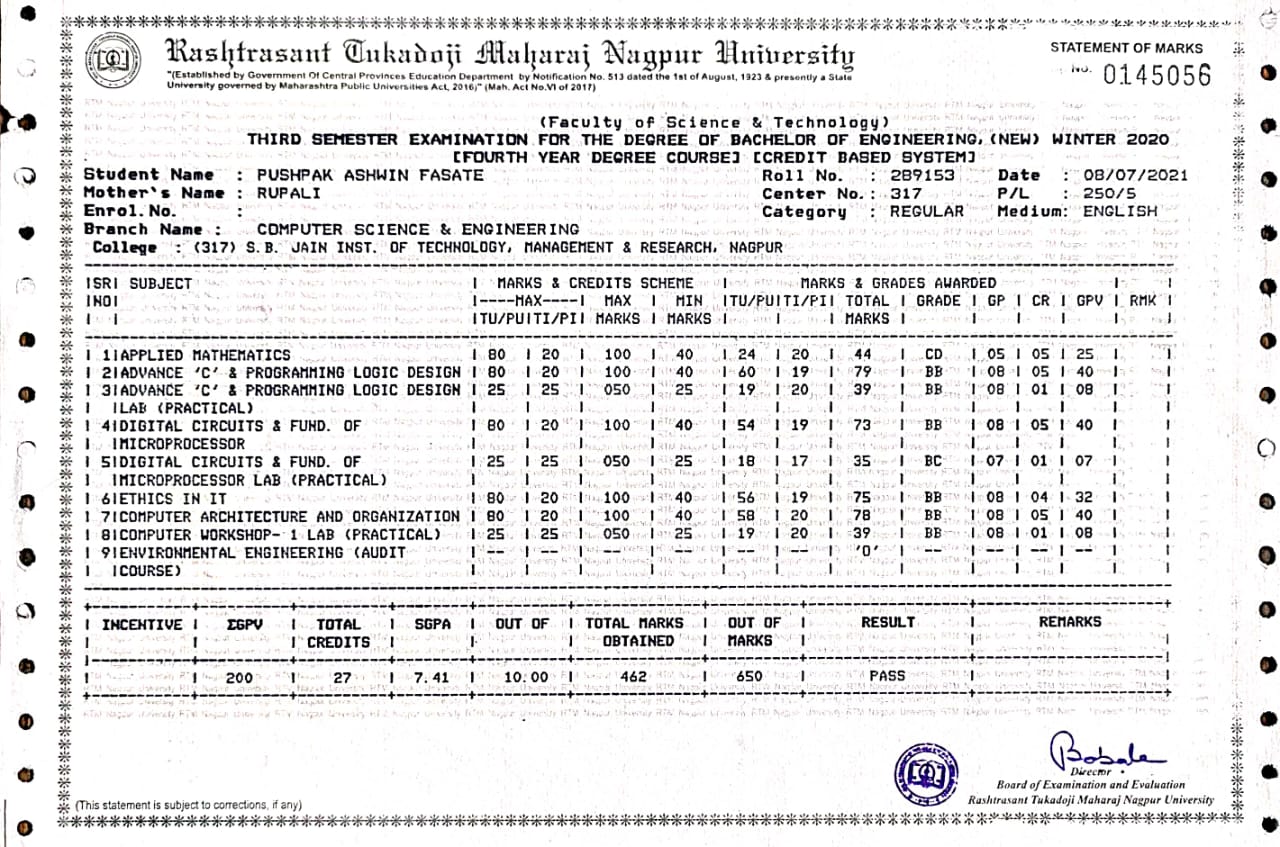 Rashtrasant Tukadoji Maharaj Nagpur University
"(Established by Government Of Central Provinces Education Department by Notification No. 513 dated the 1st of August, 1923 & presently a State
University governed by Maharashtra Public Universities Act, 2016)" (Mah. Act No.VI of 2017)
STATEMENT OF MARKS
No. 0145056
(Faculty of Science & Technology)
THIRD SEMESTER EXAMINATION FOR THE DEGREE OF BACHELOR OF ENGINEERING,(NEW) WINTER 2020
[FOURTH YEAR DEGREE COURSE] [CREDIT BASED SYSTEM]
Student Name : PUSHPAK ASHWIN FASATE Roll No. : 289153 Date : 08/07/2021
Mother's Name : RUPALI Center No.: 317 P/L : 250/5
Enrol.No. : Category : REGULAR Medium: ENGLISH
Branch Name : COMPUTER SCIENCE & ENGINEERING
College : (317) S.B. JAIN INST. OF TECHNOLOGY, MANAGEMENT & RESEARCH, NAGPUR
|SR| SUBJECT | MARKS & CREDITS SCHEME | MARKS & GRADES AWARDED |
|NO| |----MAX----| MAX | MIN |TU/PU|TI/PI| TOTAL | GRADE | GP | CR | GPV | RMK |
| | |TU/PU|TI/PI| MARKS | MARKS | | | MARKS | | | | | |
| 1|APPLIED MATHEMATICS | 80 | 20 | 100 | 40 | 24 | 20 | 44 | CD | 05 | 05 | 25 | |
| 2|ADVANCE 'C' & PROGRAMMING LOGIC DESIGN | 80 | 20 | 100 | 40 | 60 | 19 | 79 | BB | 08 | 05 | 40 | |
| 3|ADVANCE 'C' & PROGRAMMING LOGIC DESIGN | 25 | 25 | 050 | 25 | 19 | 20 | 39 | BB | 08 | 01 | 08 | |
| |LAB (PRACTICAL)
| 4|DIGITAL CIRCUITS & FUND. OF | 80 | 20 | 100 | 40 | 54 | 19 | 73 | BB | 08 | 05 | 40 | |
| |MICROPROCESSOR
| 5|DIGITAL CIRCUITS & FUND. OF | 25 | 25 | 050 | 25 | 18 | 17 | 35 | BC | 07 | 01 | 07 | |
| |MICROPROCESSOR LAB (PRACTICAL)
| 6|ETHICS IN IT | 80 | 20 | 100 | 40 | 56 | 19 | 75 | BB | 08 | 04 | 32 | |
| 7|COMPUTER ARCHITECTURE AND ORGANIZATION | 80 | 20 | 100 | 40 | 58 | 20 | 78 | BB | 08 | 05 | 40 | |
| 8|COMPUTER WORKSHOP- 1 LAB (PRACTICAL) | 25 | 25 | 050 | 25 | 19 | 20 | 39 | BB | 08 | 01 | 08 | |
| 9|ENVIRONMENTAL ENGINEERING (AUDIT | -- | -- | -- | -- | -- | -- | 'O' | -- | -- | -- | -- | |
| |COURSE)
| INCENTIVE | ΣGPV | TOTAL | SGPA | OUT OF | TOTAL MARKS | OUT OF | RESULT | REMARKS |
| | | CREDITS | | | OBTAINED | MARKS | | |
| | 200 | 27 | 7.41 | 10.00 | 462 | 650 | PASS | |
Director
Board of Examination and Evaluation
Rashtrasant Tukadoji Maharaj Nagpur University
(This statement is subject to corrections, if any)